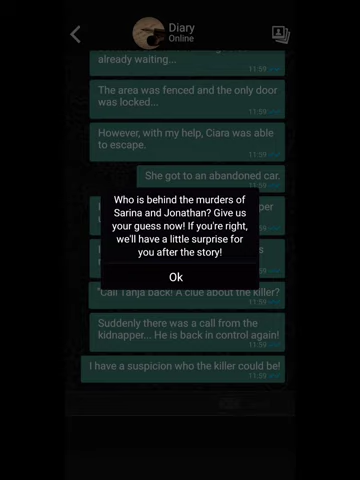 Diary
Online
already waiting...
11:59
The area was fenced and the only door
was locked...
11:59
However, with my help, Ciara was able
to escape.
11:59
She got to an abandoned car.
11:59
Who is behind the murders of
Sarina and Jonathan? Give us
your guess now! If you're right,
we'll have a little surprise for
you after the story!
Ok
"Call Tanja back! A clue about the killer?
11:59
Suddenly there was a call from the
kidnapper... He is back in control again!
11:59
I have a suspicion who the killer could be!
11:59